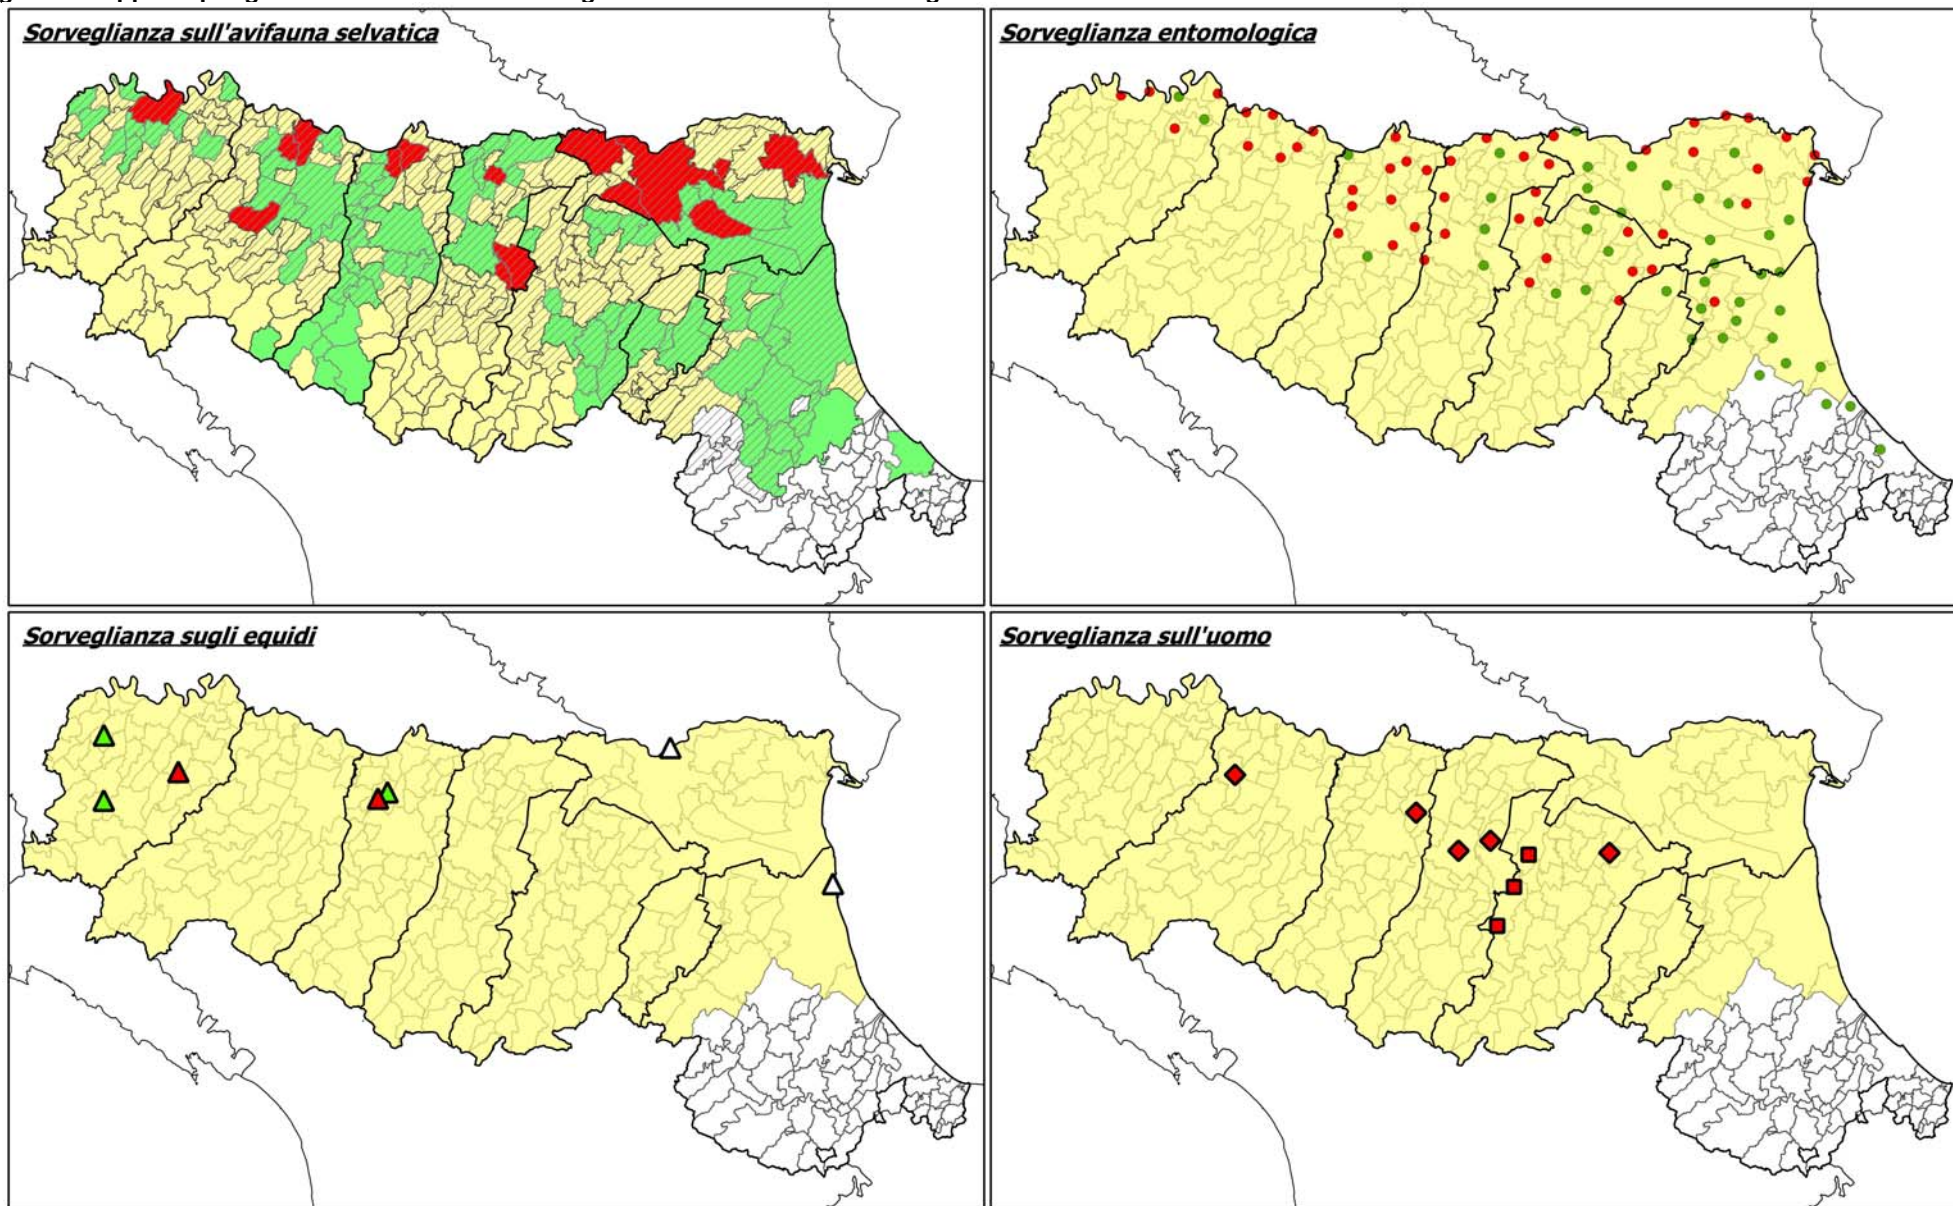 Sorveglianza sull'avifauna selvatica
Sorveglianza entomologica
Sorveglianza sugli equidi
Sorveglianza sull'uomo